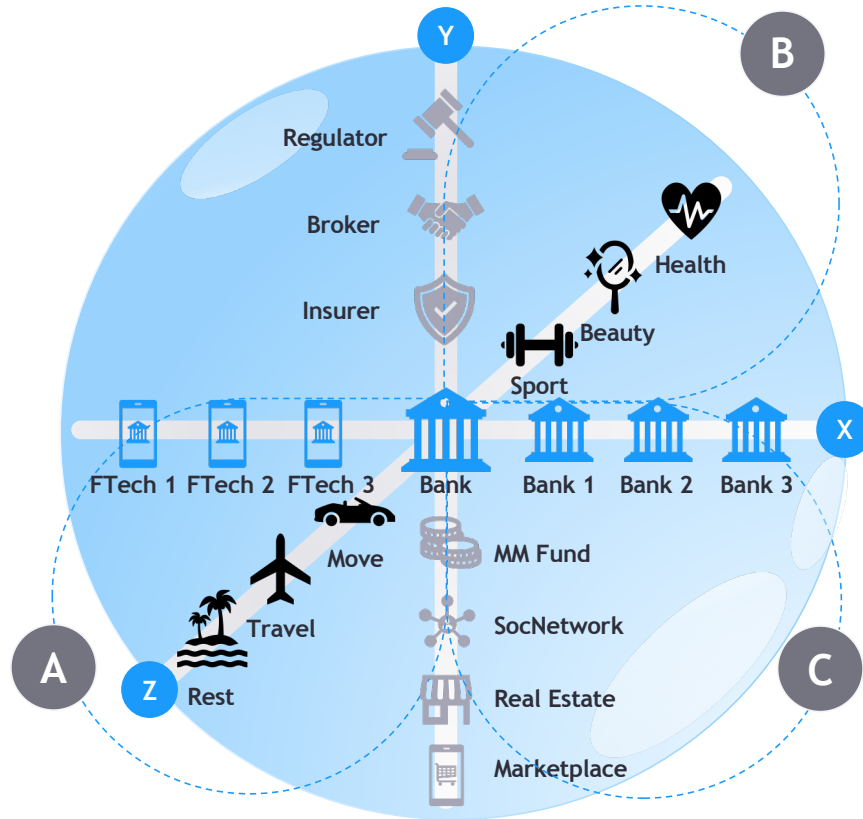 Y
B
Regulator
Broker
Health
Insurer
Beauty
Sport
X
FTech 1 FTech 2 FTech 3 Bank Bank 1 Bank 2 Bank 3
MM Fund
Move
Travel
SocNetwork
A
C
Z
Rest
Real Estate
Marketplace